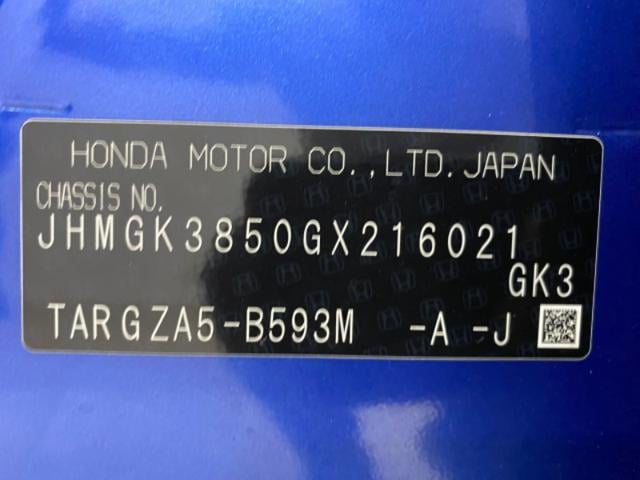 HONDA MOTOR CO.,LTD.JAPAN
CHASSIS NO.
JHMGK3850GX216021
GK3
TARGZA5-B593M -A -J